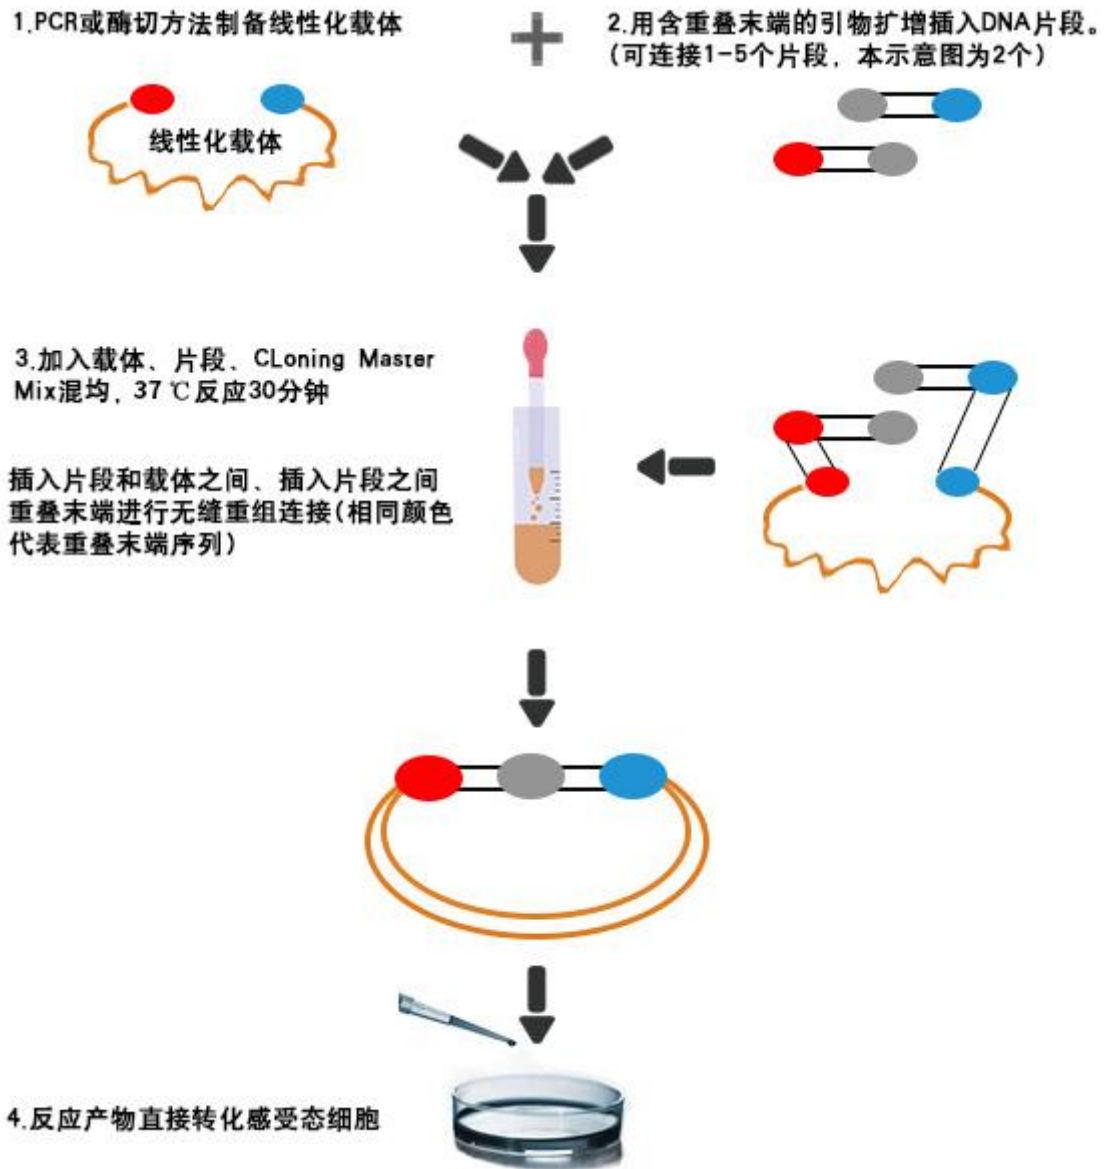 1.PCR或酶切方法制备线性化载体
2.用含重叠末端的引物扩增插入DNA片段。
(可连接1-5个片段，本示意图为2个)
线性化载体
3.加入载体、片段、CLoning Master
Mix混均，37 ℃反应30分钟
插入片段和载体之间、插入片段之间
重叠末端进行无缝重组连接(相同颜色
代表重叠末端序列)
4.反应产物直接转化感受态细胞